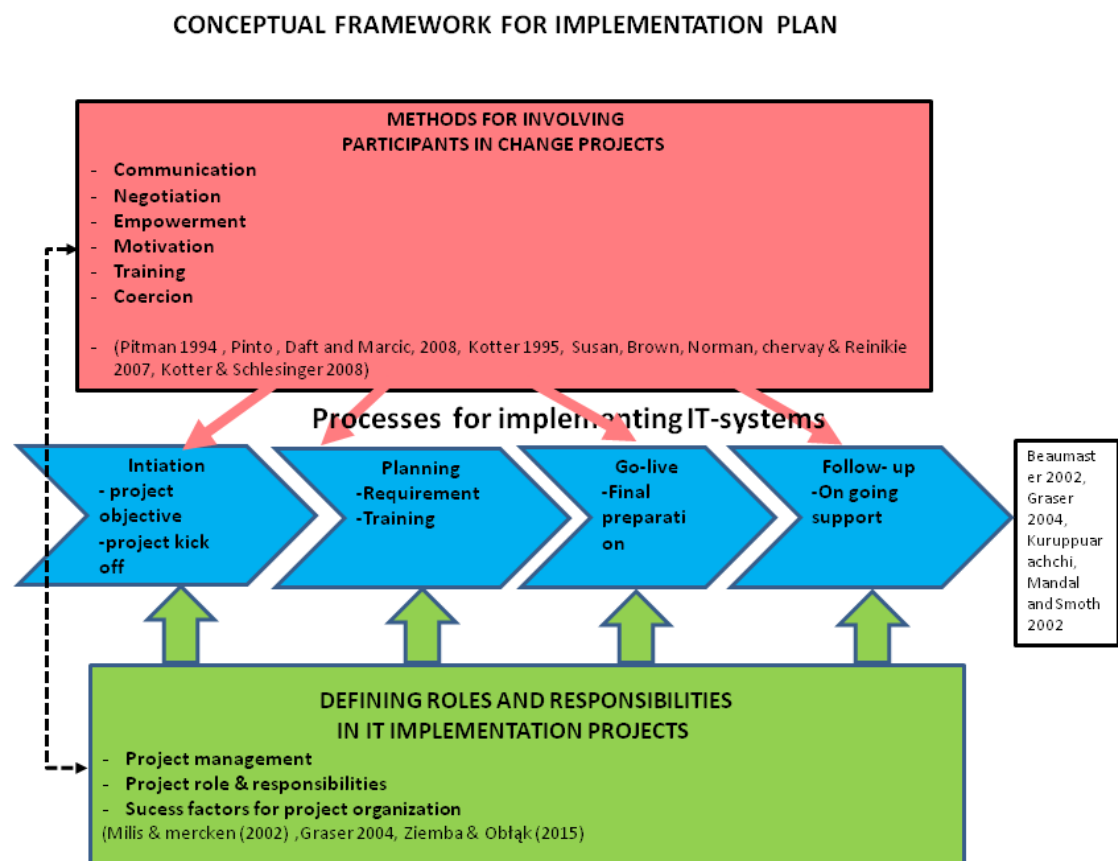 CONCEPTUAL FRAMEWORK FOR IMPLEMENTATION PLAN
METHODS FOR INVOLVING
PARTICIPANTS IN CHANGE PROJECTS
- Communication
- Negotiation
- Empowerment
- Motivation
- Training
- Coercion
- (Pitman 1994 , Pinto , Daft and Marcic, 2008, Kotter 1995, Susan, Brown, Norman, chervay & Reinikie
2007, Kotter & Schlesinger 2008)
Processes for implementing IT-systems
Intiation
- project
objective
-project kick
off
Planning
-Requirement
-Training
Go-live
-Final
preparati
on
Follow- up
-On going
support
Beaumast
er 2002,
Graser
2004,
Kuruppuar
achchi,
Mandal
and Smoth
2002
DEFINING ROLES AND RESPONSIBILITIES
IN IT IMPLEMENTATION PROJECTS
- Project management
- Project role & responsibilities
- Sucess factors for project organization
(Milis & mercken (2002) ,Graser 2004, Ziemba & Obłąk (2015)